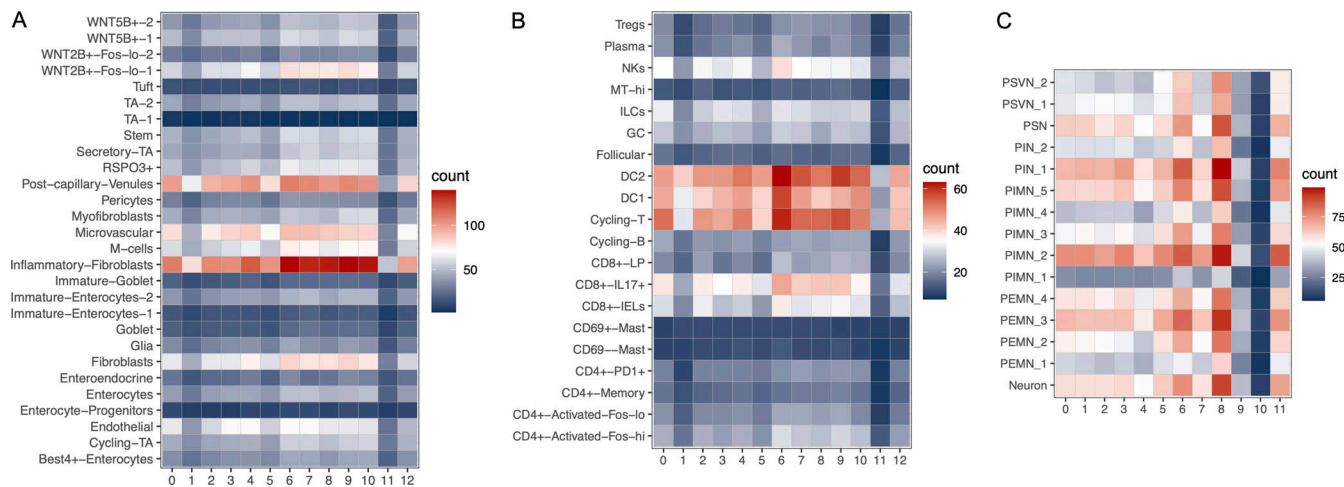 A
WNT5B+-2
WNT5B+-1
WNT2B+-Fos-lo-2
WNT2B+-Fos-lo-1
Tuft
TA-2
TA-1
Stem
Secretory-TA
RSPO3+
Post-capillary-Venules
Pericytes
Myofibroblasts
Microvascular
M-cells
Inflammatory-Fibroblasts
Immature-Goblet
Immature-Enterocytes-2
Immature-Enterocytes-1
Goblet
Glia
Fibroblasts
Enteroendocrine
Enterocytes
Enterocyte-Progenitors
Endothelial
Cycling-TA
Best4+-Enterocytes
0 1 2 3 4 5 6 7 8 9 10 11 12
count
100
50
B
Tregs
Plasma
NKs
MT-hi
ILCs
GC
Follicular
DC2
DC1
Cycling-T
Cycling-B
CD8+-LP
CD8+-IL17+
CD8+-IELs
CD69+-Mast
CD69--Mast
CD4+-PD1+
CD4+-Memory
CD4+-Activated-Fos-lo
CD4+-Activated-Fos-hi
0 1 2 3 4 5 6 7 8 9 10 11 12
count
60
40
20
C
PSVN_2
PSVN_1
PSN
PIN_2
PIN_1
PIMN_5
PIMN_4
PIMN_3
PIMN_2
PIMN_1
PEMN_4
PEMN_3
PEMN_2
PEMN_1
Neuron
0 1 2 3 4 5 6 7 8 9 10 11
count
75
50
25